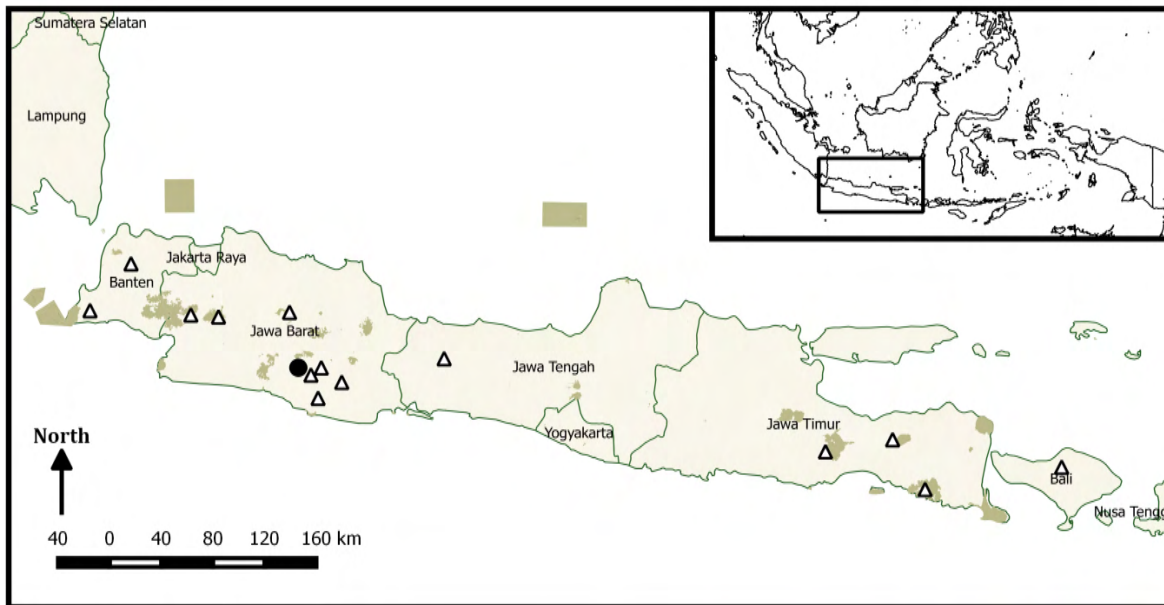 Sumatera Selatan
Lampung
Jakarta Raya
Banten
Jawa Barat
Jawa Tengah
Yogyakarta
Jawa Timur
Bali
Nusa Tengg
North
40 0 40 80 120 160 km